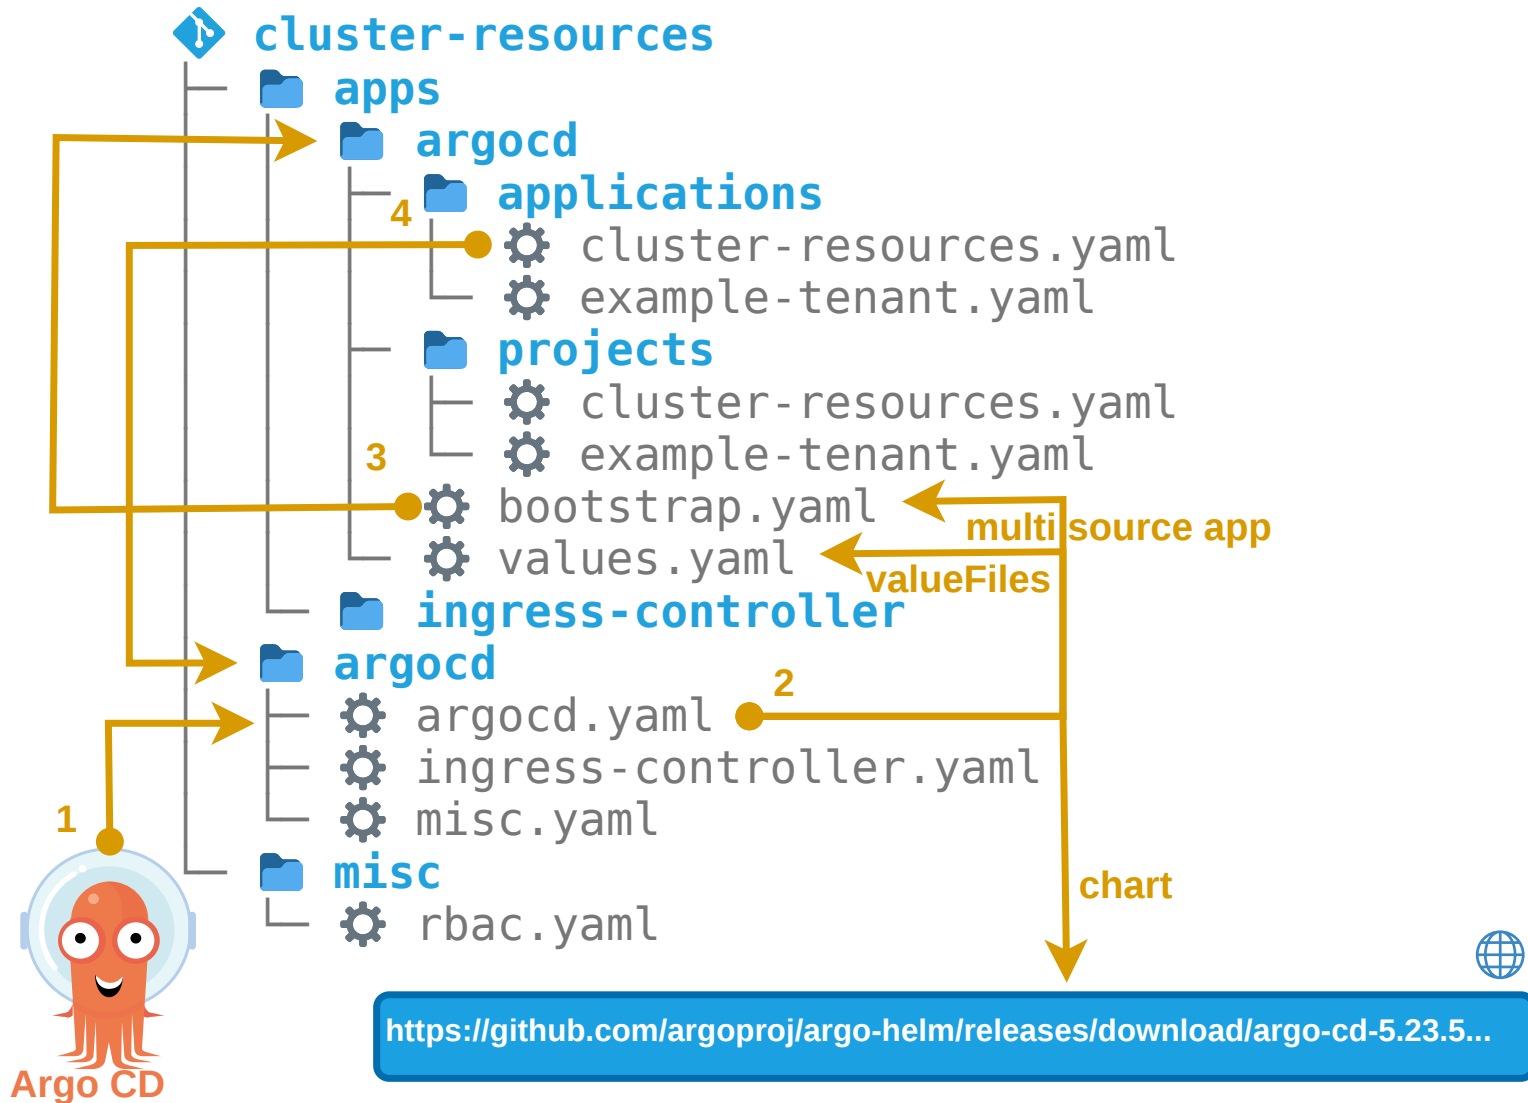 cluster-resources
apps
argocd
applications
4
cluster-resources.yaml
example-tenant.yaml
projects
cluster-resources.yaml
3
example-tenant.yaml
bootstrap.yaml
multi source app
values.yaml
valueFiles
ingress-controller
argocd
2
argocd.yaml
ingress-controller.yaml
1
misc.yaml
misc
chart
rbac.yaml
https://github.com/argoproj/argo-helm/releases/download/argo-cd-5.23.5...
Argo CD